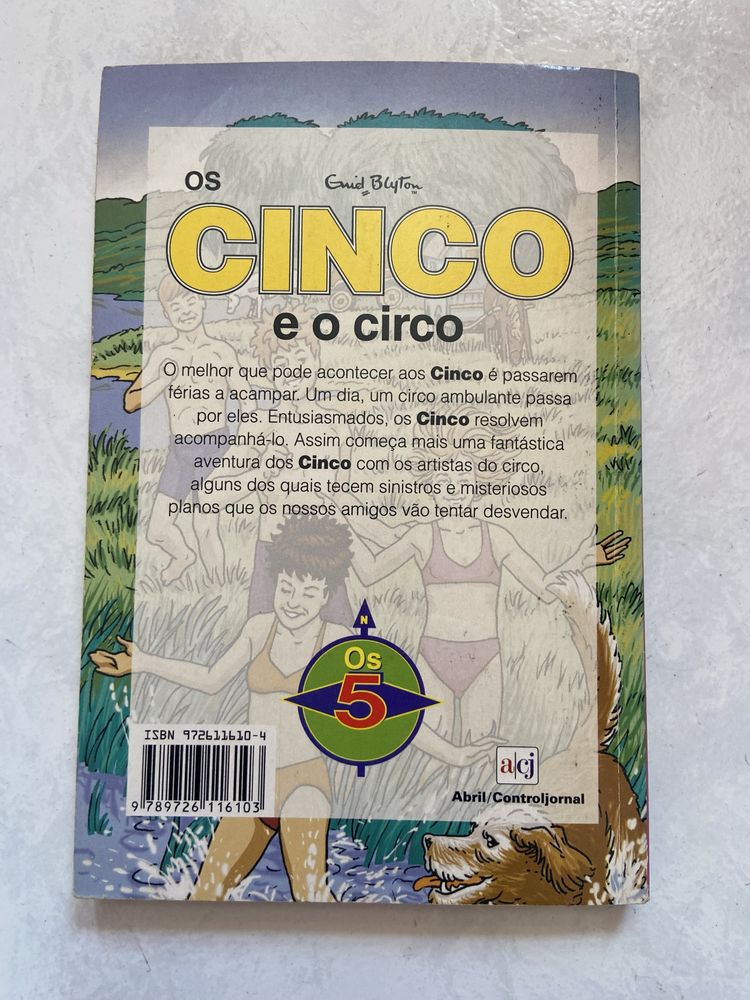 OS
Enid Blyton
™
CINCO
e o circo
O melhor que pode acontecer aos Cinco é passarem
férias a acampar. Um dia, um circo ambulante passa
por eles. Entusiasmados, os Cinco resolvem
acompanhá-lo. Assim começa mais uma fantástica
aventura dos Cinco com os artistas do circo,
alguns dos quais tecem sinistros e misteriosos
planos que os nossos amigos vão tentar desvendar.
N
Os
5
ISBN 972611610-4
9 789726 116103
a|cj
Abril/Controljornal